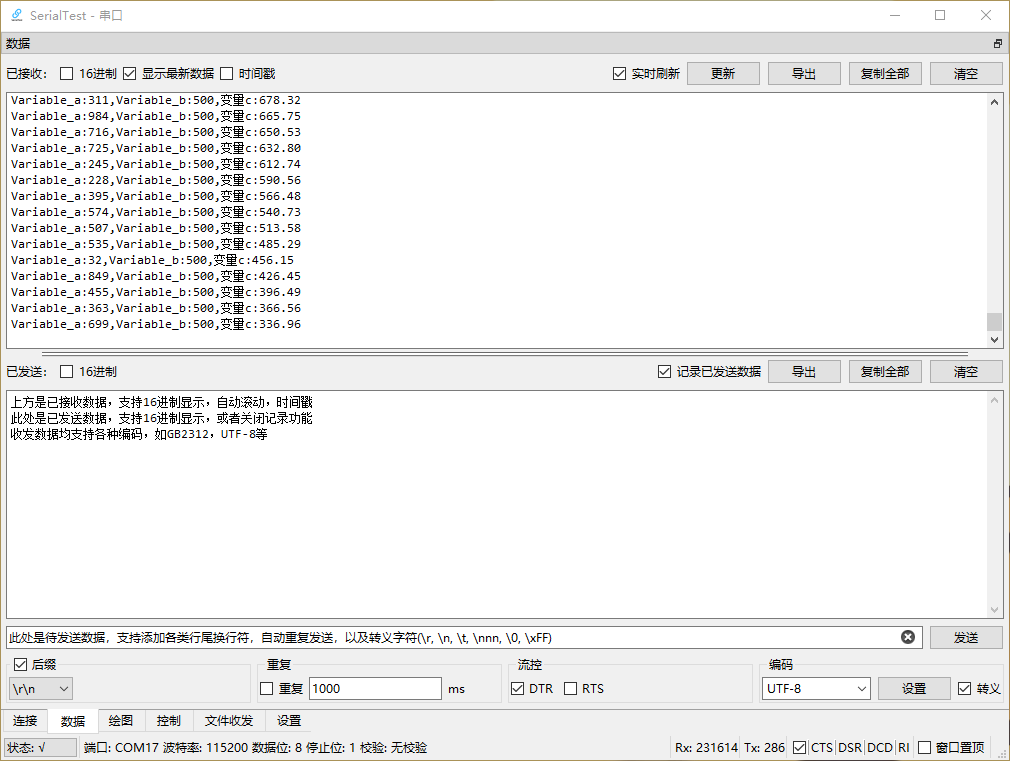 SerialTest - 串口
数据
已接收: 16进制 显示最新数据 时间戳 实时刷新 更新 导出 复制全部 清空
Variable_a:311,Variable_b:500,变量c:678.32
Variable_a:984,Variable_b:500,变量c:665.75
Variable_a:716,Variable_b:500,变量c:650.53
Variable_a:725,Variable_b:500,变量c:632.80
Variable_a:245,Variable_b:500,变量c:612.74
Variable_a:228,Variable_b:500,变量c:590.56
Variable_a:395,Variable_b:500,变量c:566.48
Variable_a:574,Variable_b:500,变量c:540.73
Variable_a:507,Variable_b:500,变量c:513.58
Variable_a:535,Variable_b:500,变量c:485.29
Variable_a:32,Variable_b:500,变量c:456.15
Variable_a:849,Variable_b:500,变量c:426.45
Variable_a:455,Variable_b:500,变量c:396.49
Variable_a:363,Variable_b:500,变量c:366.56
Variable_a:699,Variable_b:500,变量c:336.96
已发送: 16进制 记录已发送数据 导出 复制全部 清空
上方是已接收数据，支持16进制显示，自动滚动，时间戳
此处是已发送数据，支持16进制显示，或者关闭记录功能
收发数据均支持各种编码，如GB2312，UTF-8等
此处是待发送数据，支持添加各类行尾换行符，自动重复发送，以及转义字符(\r, \n, \t, \nnn, \0, \xFF) 发送
后缀 重复 流控 编码
\r\n 重复 1000 ms DTR RTS UTF-8 设置 转义
连接 数据 绘图 控制 文件收发 设置
状态: √ 端口: COM17 波特率: 115200 数据位: 8 停止位: 1 校验: 无校验 Rx: 231614 Tx: 286 CTS DSR DCD RI 窗口置顶